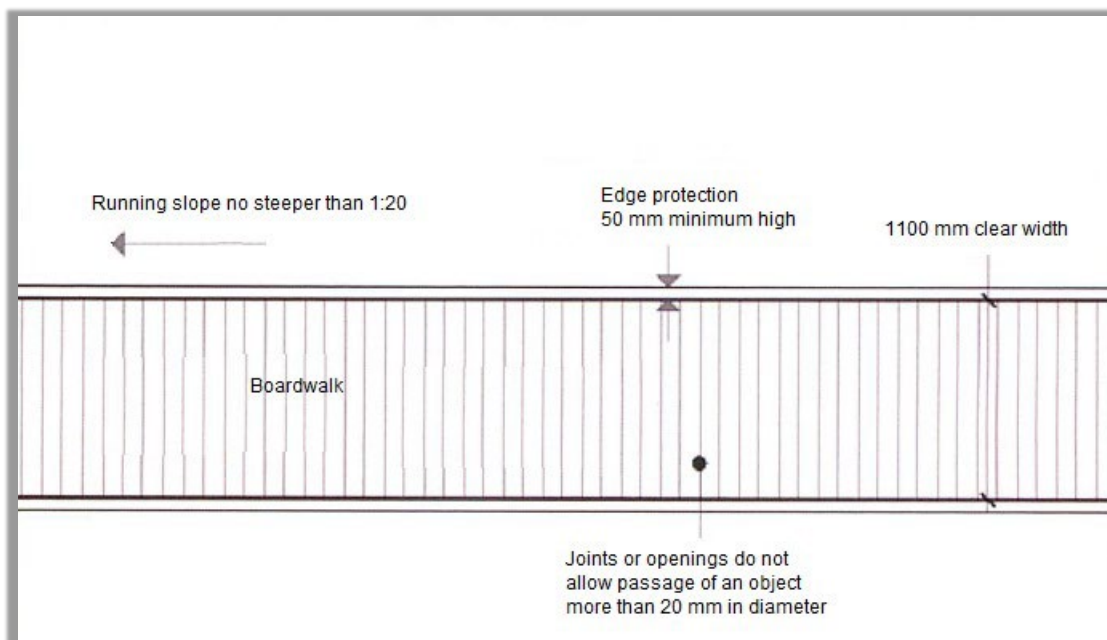 Running slope no steeper than 1:20
Edge protection
50 mm minimum high
1100 mm clear width
Boardwalk
Joints or openings do not
allow passage of an object
more than 20 mm in diameter